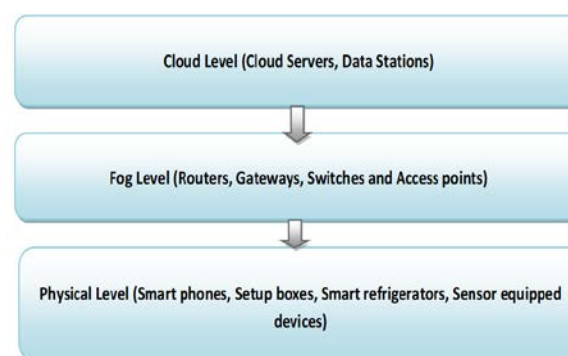 Cloud Level (Cloud Servers, Data Stations)
Fog Level (Routers, Gateways, Switches and Access points)
Physical Level (Smart phones, Setup boxes, Smart refrigerators, Sensor equipped
devices)